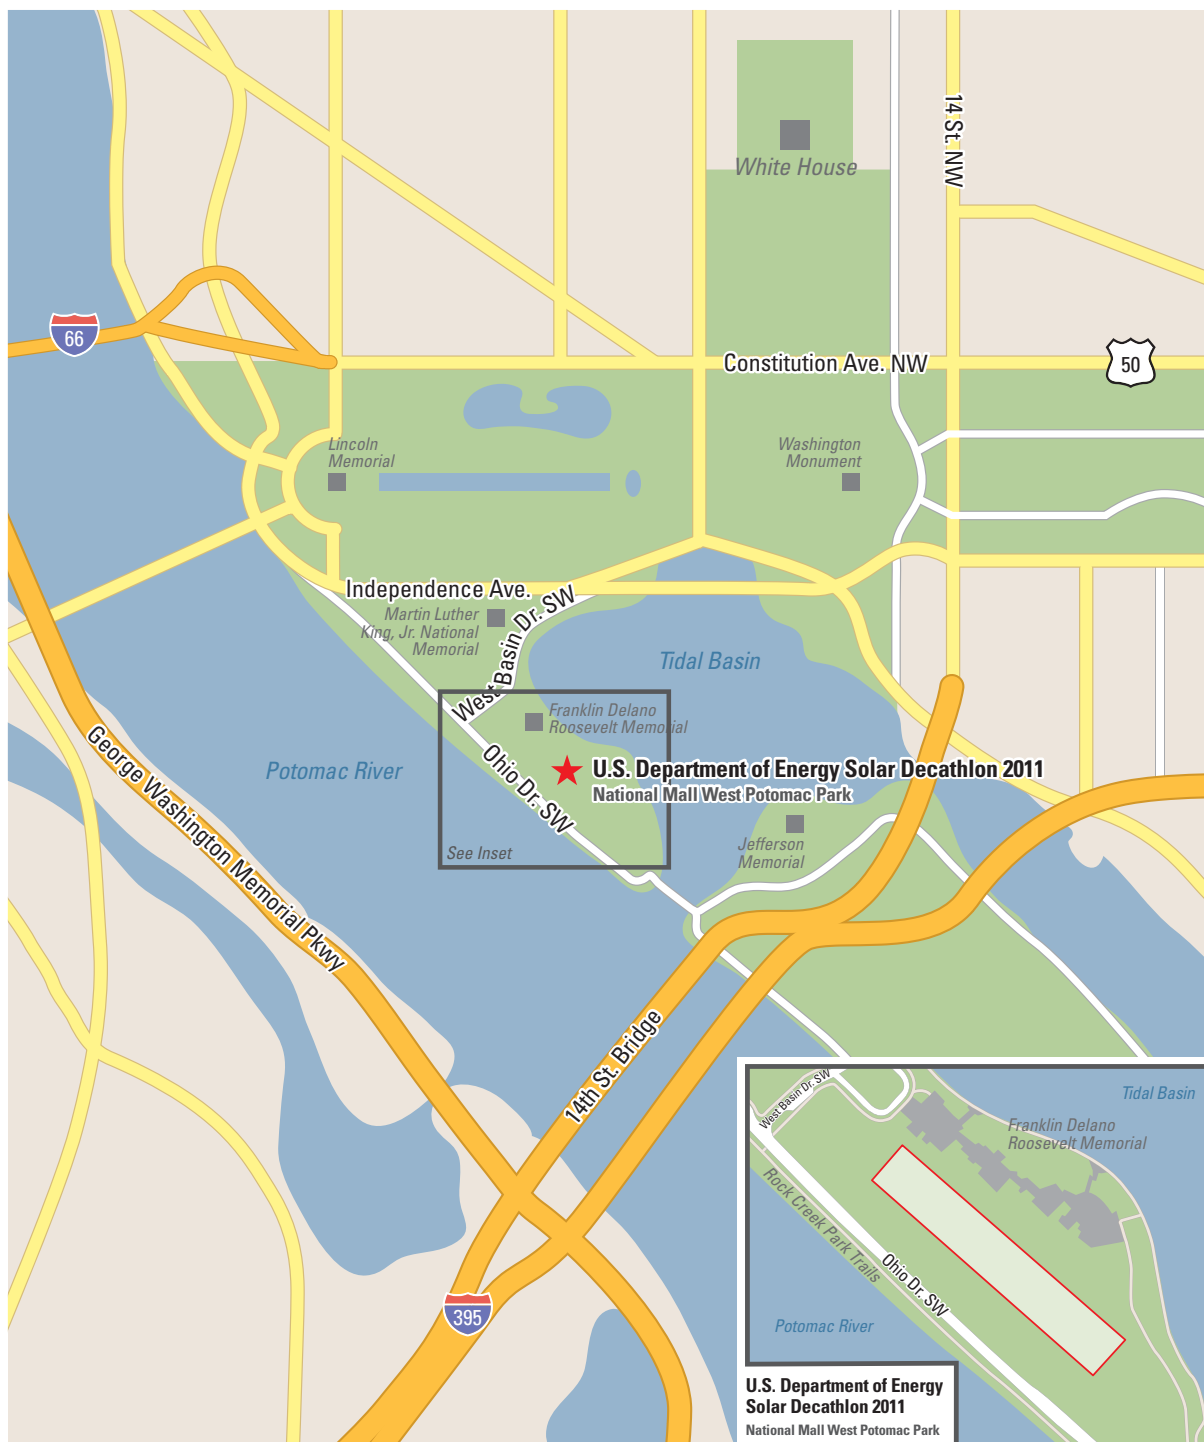 White House
14 St. NW
66
Constitution Ave. NW
50
Lincoln
Memorial
Washington
Monument
Independence Ave.
Martin Luther
King, Jr. National
Memorial
West Basin Dr. SW
Tidal Basin
Franklin Delano
Roosevelt Memorial
Potomac River
George Washington Memorial Pkwy
Ohio Dr. SW
U.S. Department of Energy Solar Decathlon 2011
National Mall West Potomac Park
See Inset
Jefferson
Memorial
14th St. Bridge
395
West Basin Dr. SW
Tidal Basin
Franklin Delano
Roosevelt Memorial
Rock Creek Park Trails
Ohio Dr. SW
Potomac River
U.S. Department of Energy
Solar Decathlon 2011
National Mall West Potomac Park